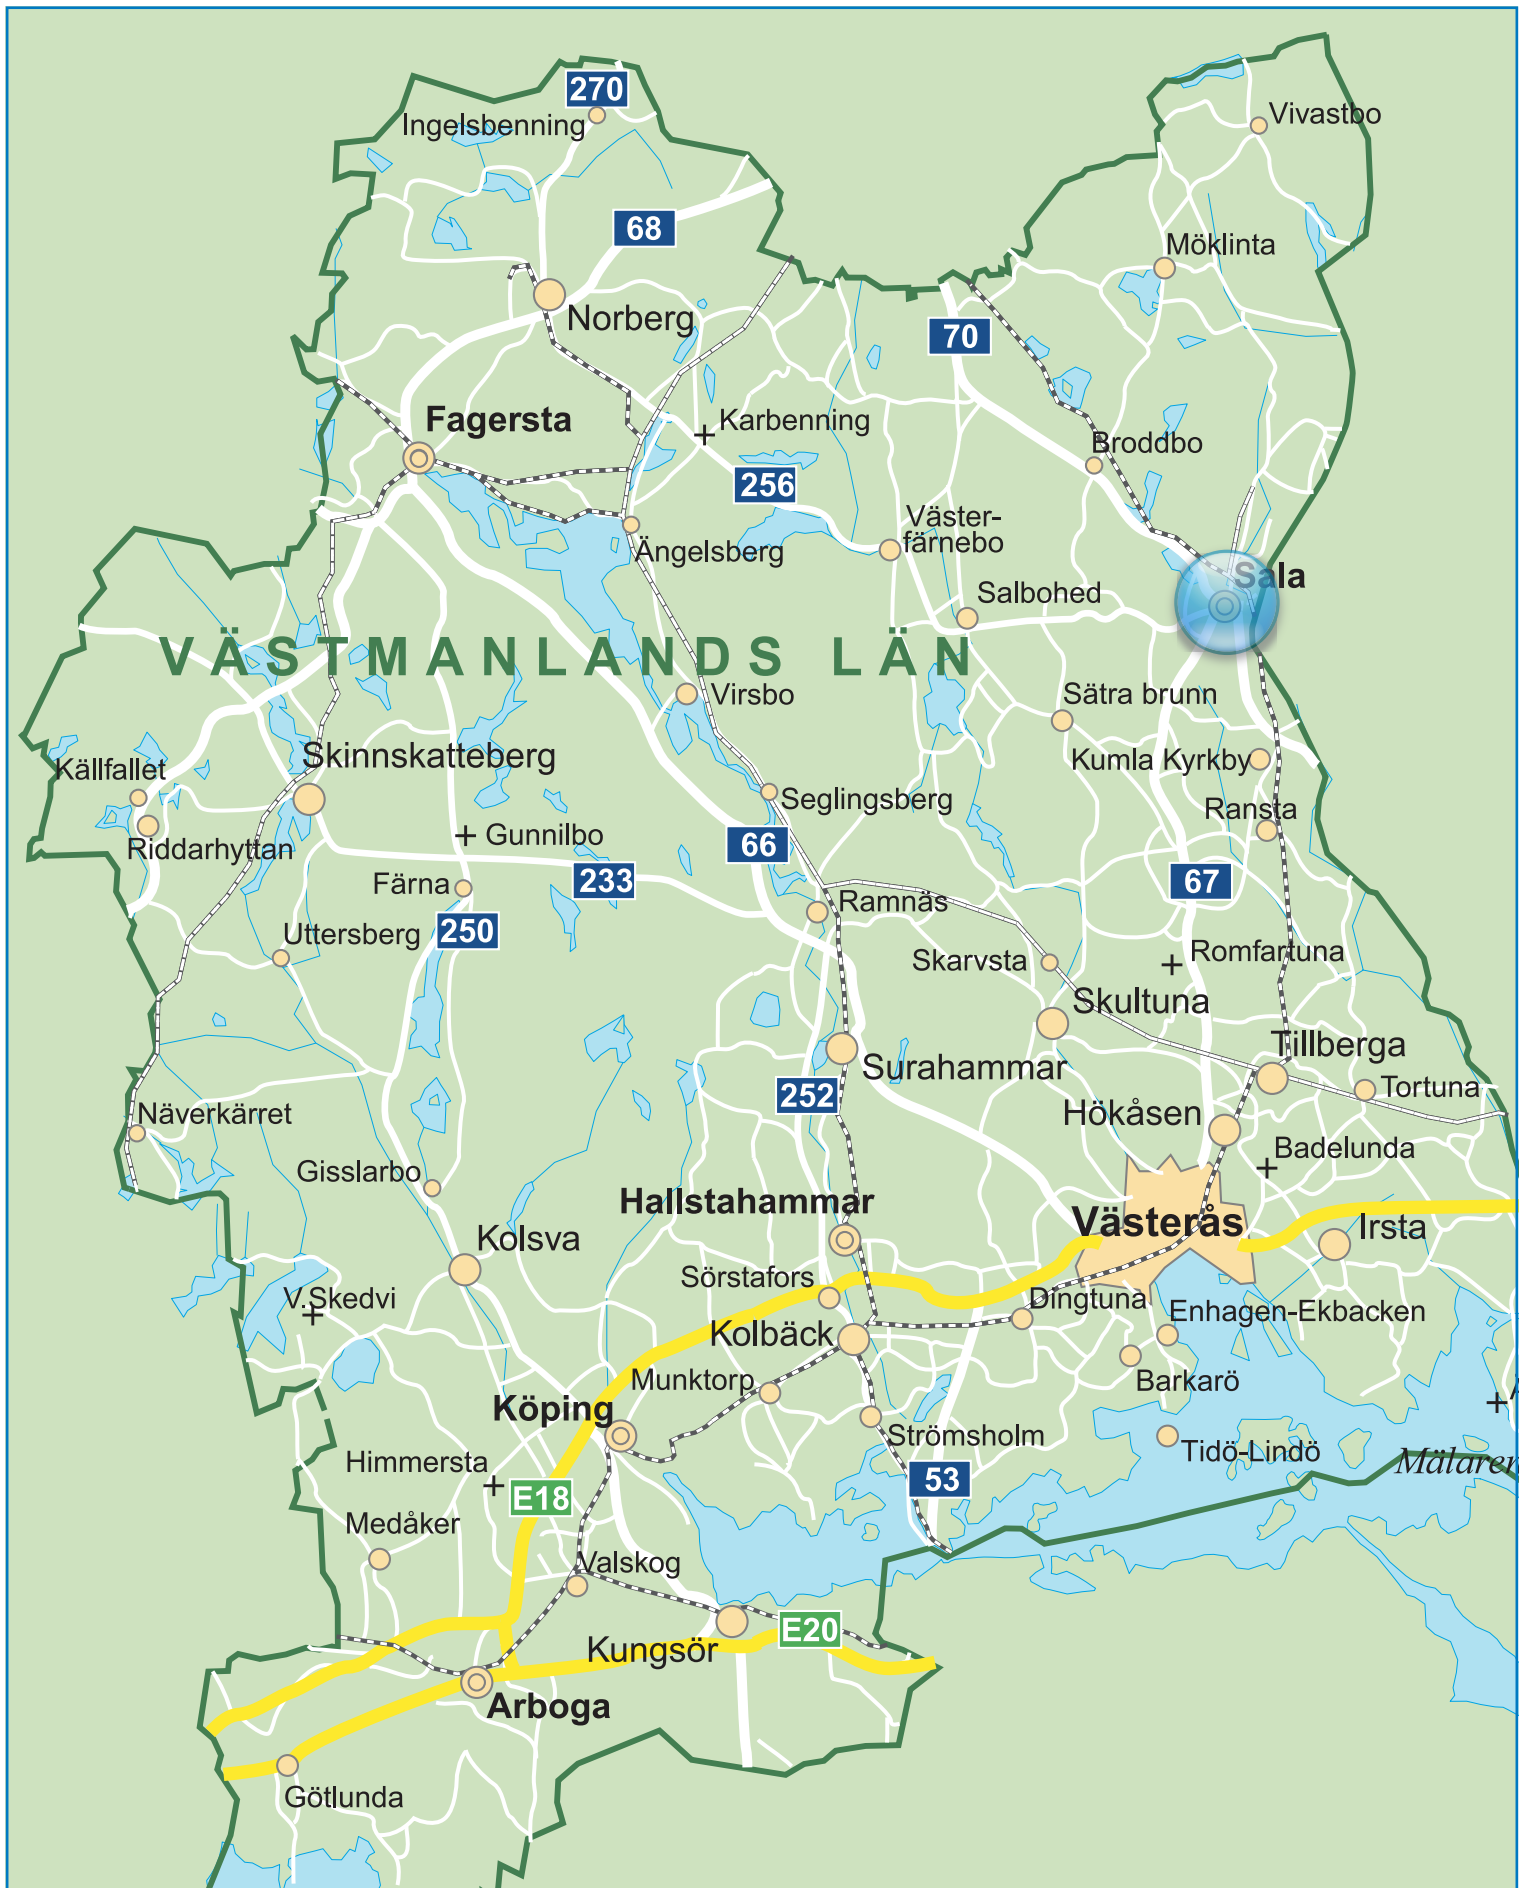 270
Ingelsbenning
Vivastbo
68
Möklinta
Norberg
70
Fagersta
Karbenning
Broddbo
256
Väster-
färnebo
Ängelsberg
Sala
Salbohed
VÄSTMANLANDS LÄN
Virsbo
Sätra brunn
Skinnskatteberg
Kumla Kyrkby
Källfallet
Seglingsberg
Ransta
Gunnilbo
Riddarhyttan
66
233
67
Färna
Ramnäs
250
Uttersberg
Skarvsta
Romfartuna
Skultuna
Tillberga
Surahammar
Tortuna
252
Näverkärret
Hökåsen
Badelunda
Gisslarbo
Hallstahammar
Västerås
Irsta
Kolsva
Sörstafors
V.Skedvi
Dingtuna
Enhagen-Ekbacken
Kolbäck
Munktorp
Barkarö
Köping
Strömsholm
Tidö-Lindö
Mälaren
Himmersta
53
E18
Medåker
Valskog
E20
Kungsör
Arboga
Götlunda